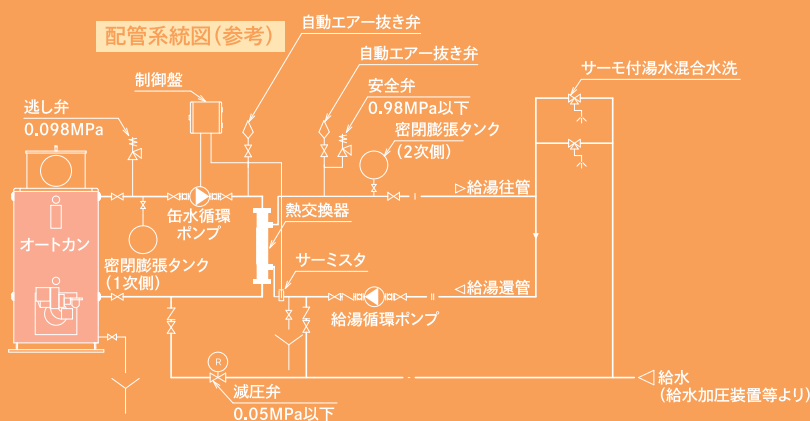 配管系統図(参考)
自動エアー抜き弁
自動エアー抜き弁
制御盤
安全弁
0.98MPa以下
サーモ付湯水混合水洗
逃し弁
0.098MPa
密閉膨張タンク
(2次側)
▷給湯往管
缶水循環
ポンプ
熱交換器
オートカン
密閉膨張タンク
(1次側)
サーミスタ
◁給湯還管
給湯循環ポンプ
R
減圧弁
0.05MPa以下
給水
(給水加圧装置等より)